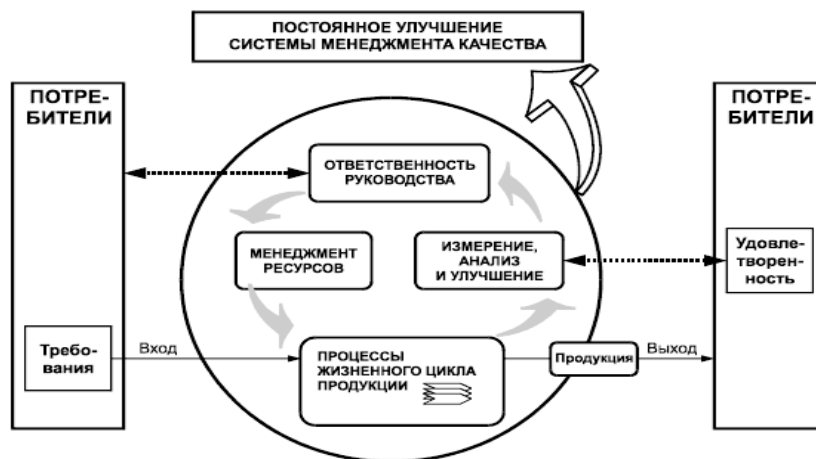 ПОСТОЯННОЕ УЛУЧШЕНИЕ
СИСТЕМЫ МЕНЕДЖМЕНТА КАЧЕСТВА
ПОТРЕ-
БИТЕЛИ
ПОТРЕ-
БИТЕЛИ
ОТВЕТСТВЕННОСТЬ
РУКОВОДСТВА
МЕНЕДЖМЕНТ
РЕСУРСОВ
ИЗМЕРЕНИЕ,
АНАЛИЗ
И УЛУЧШЕНИЕ
Удовле-
творен-
ность
Требо-
вания
Вход
ПРОЦЕССЫ
ЖИЗНЕННОГО ЦИКЛА
ПРОДУКЦИИ
Продукция
Выход